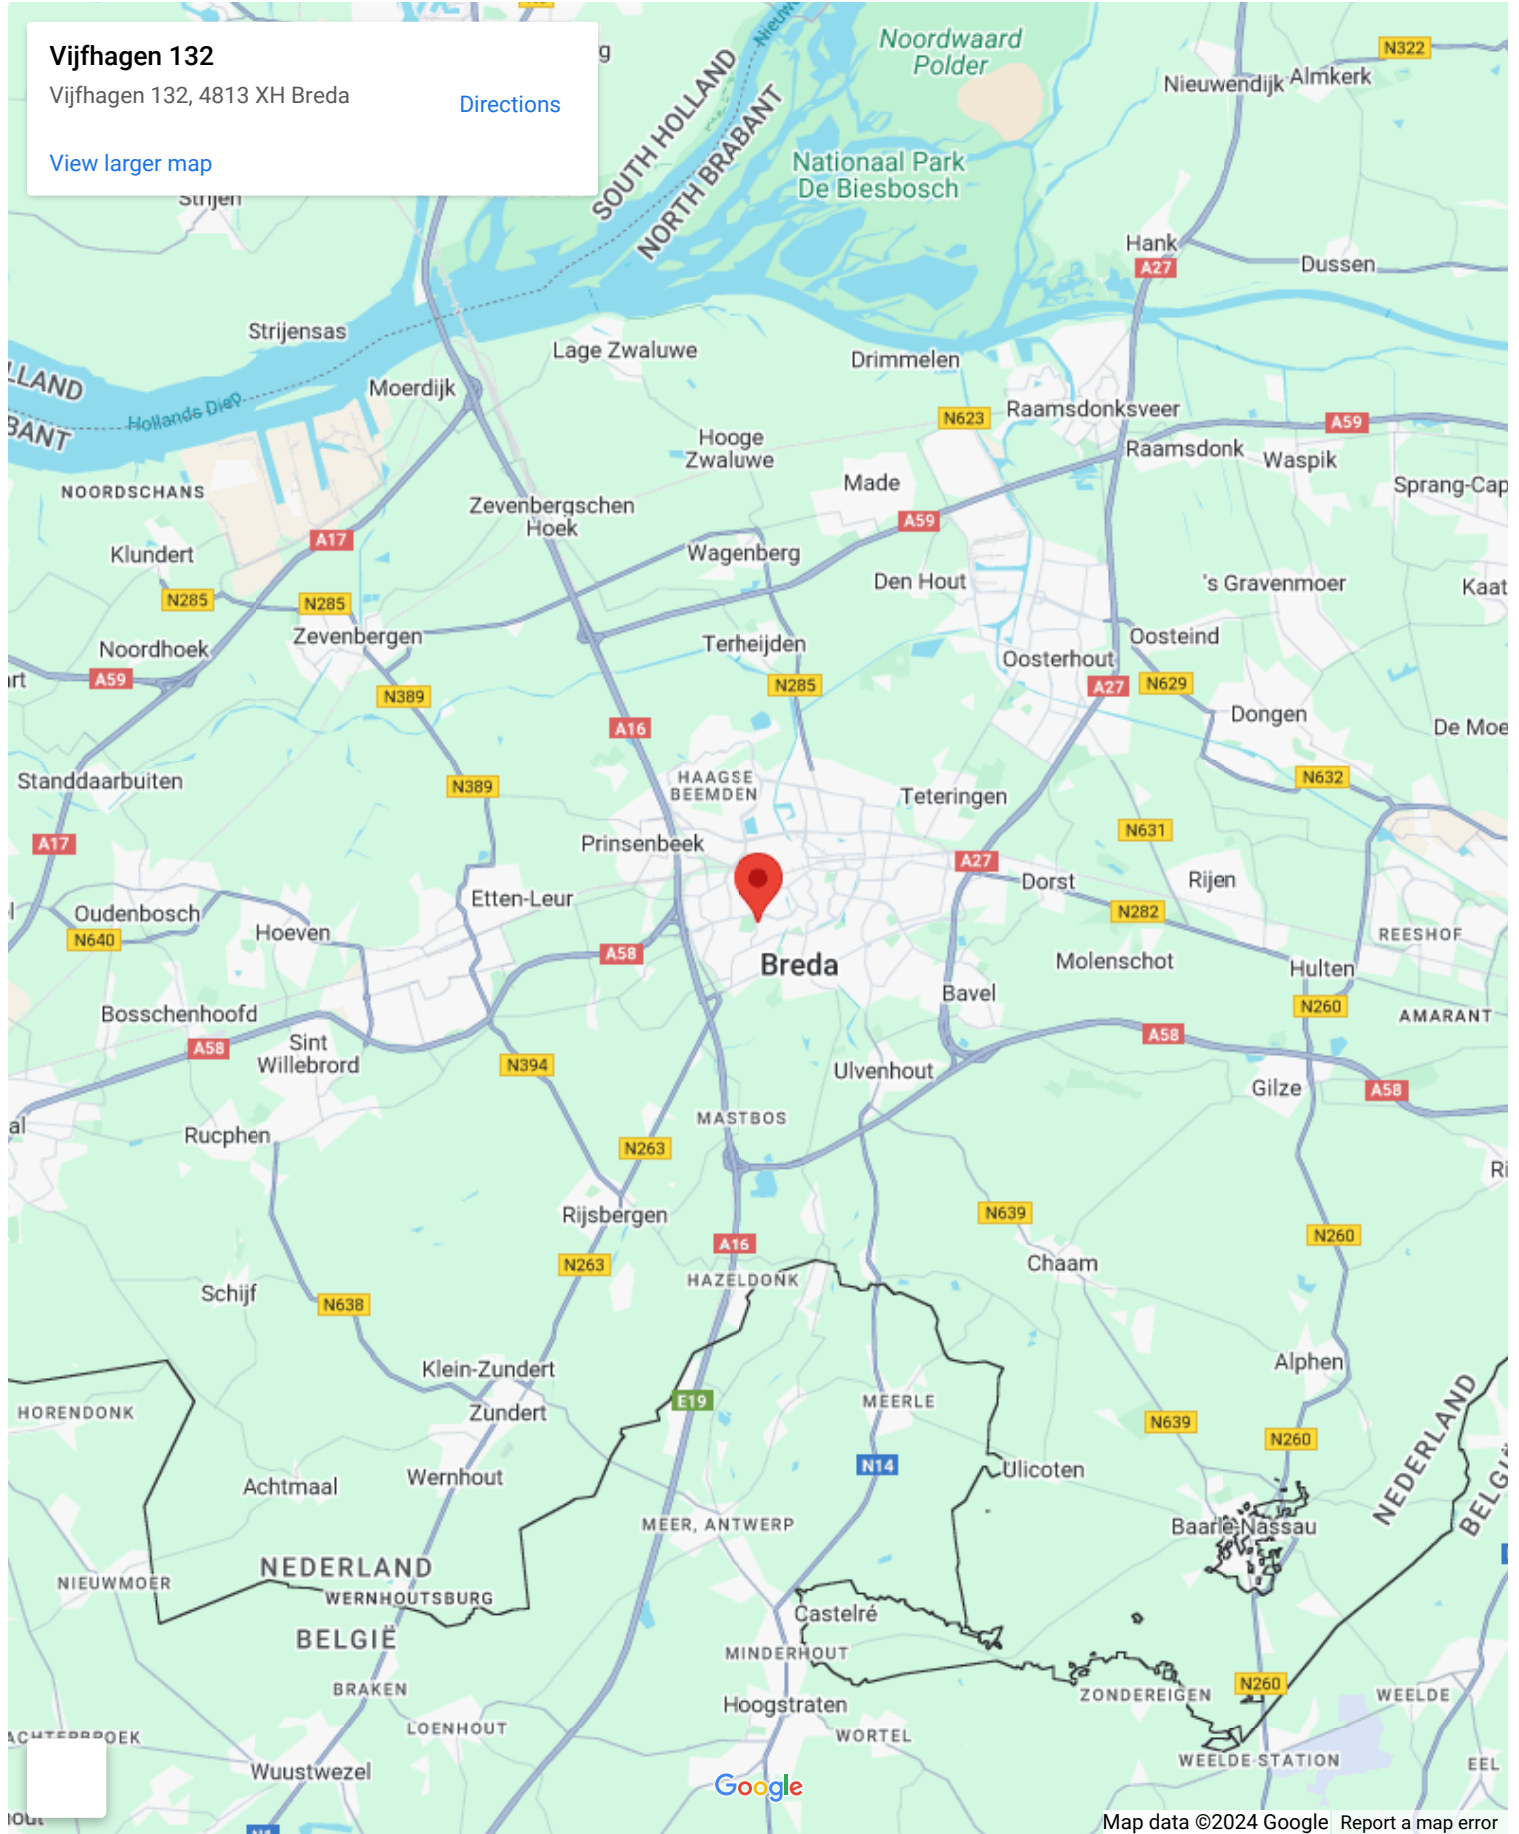 Vijfhagen 132
Vijfhagen 132, 4813 XH Breda
Directions
View larger map
Strijen
SOUTH HOLLAND
NORTH BRABANT
Noordwaard
Polder
Nationaal Park
De Biesbosch
N322
Nieuwendijk
Almkerk
Hank
A27
Dussen
Strijensas
Lage Zwaluwe
Drimmelen
Moerdijk
Hollands Diep
Raamsdonksveer
N623
A59
Hooge
Zwaluwe
Raamsdonk
Waspik
Made
NOORDSCHANS
Zevenbergschen
Hoek
A59
A17
Klundert
Wagenberg
Den Hout
's Gravenmoer
N285
N285
Zevenbergen
Terheijden
Oosteind
Noordhoek
Oosterhout
A59
N389
N285
A27
N629
Dongen
A16
Standdaarbuiten
N389
HAAGSE
BEEMDEN
Teteringen
N632
A17
Prinsenbeek
N631
A27
Etten-Leur
Dorst
Rijen
Oudenbosch
N640
Hoeven
N282
REESHOF
A58
Breda
Molenschot
Hulten
Bavel
N260
AMARANT
Bosschenhoofd
A58
Sint
Willebrord
N394
A58
Ulvenhout
Gilze
A58
MASTBOS
Rucphen
N263
Rijsbergen
N639
N260
A16
N263
HAZELDONK
Chaam
Schijf
N638
Klein-Zundert
Alphen
E19
MEERLE
HORENDONK
Zundert
N639
N260
NEDERLAND
Achtmaal
Wernhout
N14
Ulicoten
MEER, ANTWERP
Baarle-Nassau
NEDERLAND
NIEUWMOER
WERNHOUTSBURG
Castelré
BELGIË
MINDERHOUT
BRAKEN
Hoogstraten
N260
ZONDEREIGEN
WEELDE
LOENHOUT
WORTEL
Wuustwezel
WEELDE-STATION
Google
Map data ©2024 Google
Report a map error